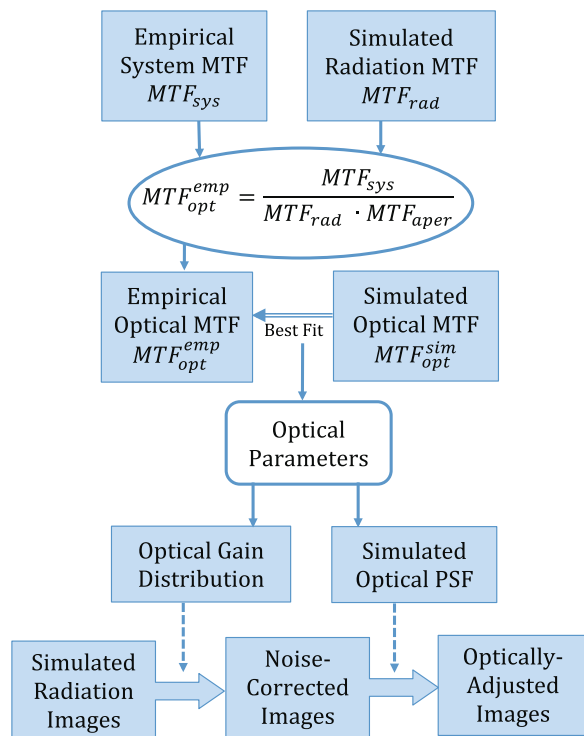 Empirical
System MTF
MTF_sys
Simulated
Radiation MTF
MTF_rad
MTF_opt^emp = MTF_sys / (MTF_rad · MTF_aper)
Empirical
Optical MTF
MTF_opt^emp
Best Fit
Simulated
Optical MTF
MTF_opt^sim
Optical
Parameters
Optical Gain
Distribution
Simulated
Optical PSF
Simulated
Radiation
Images
Noise-
Corrected
Images
Optically-
Adjusted
Images